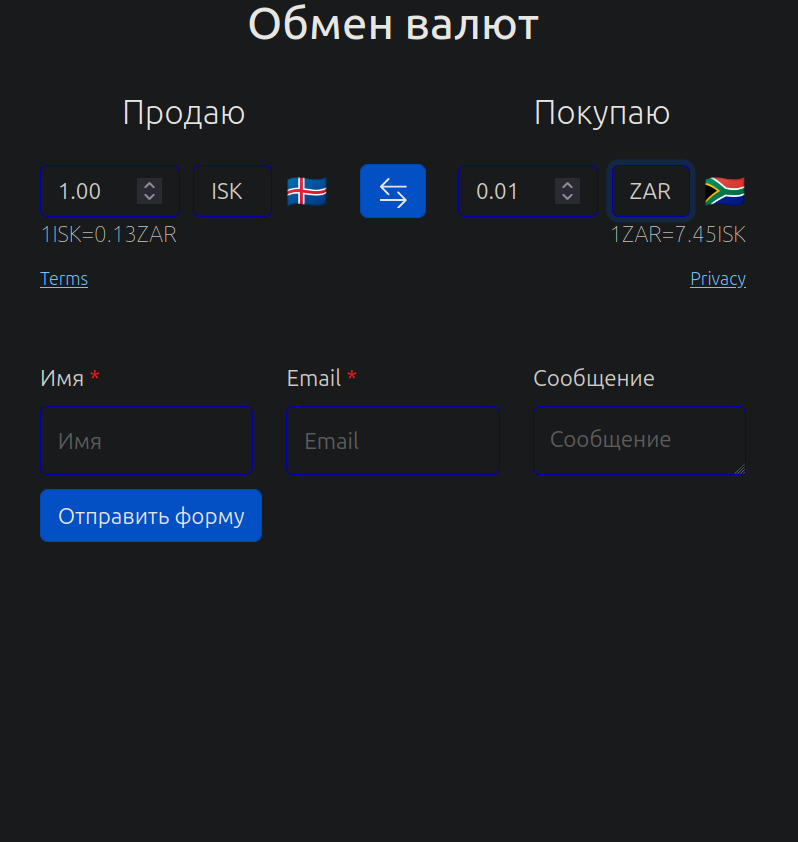 Обмен валют
Продаю
Покупаю
1.00
ISK
0.01
ZAR
1ISK=0.13ZAR
1ZAR=7.45ISK
Terms
Privacy
Имя *
Email *
Сообщение
Имя
Email
Сообщение
Отправить форму